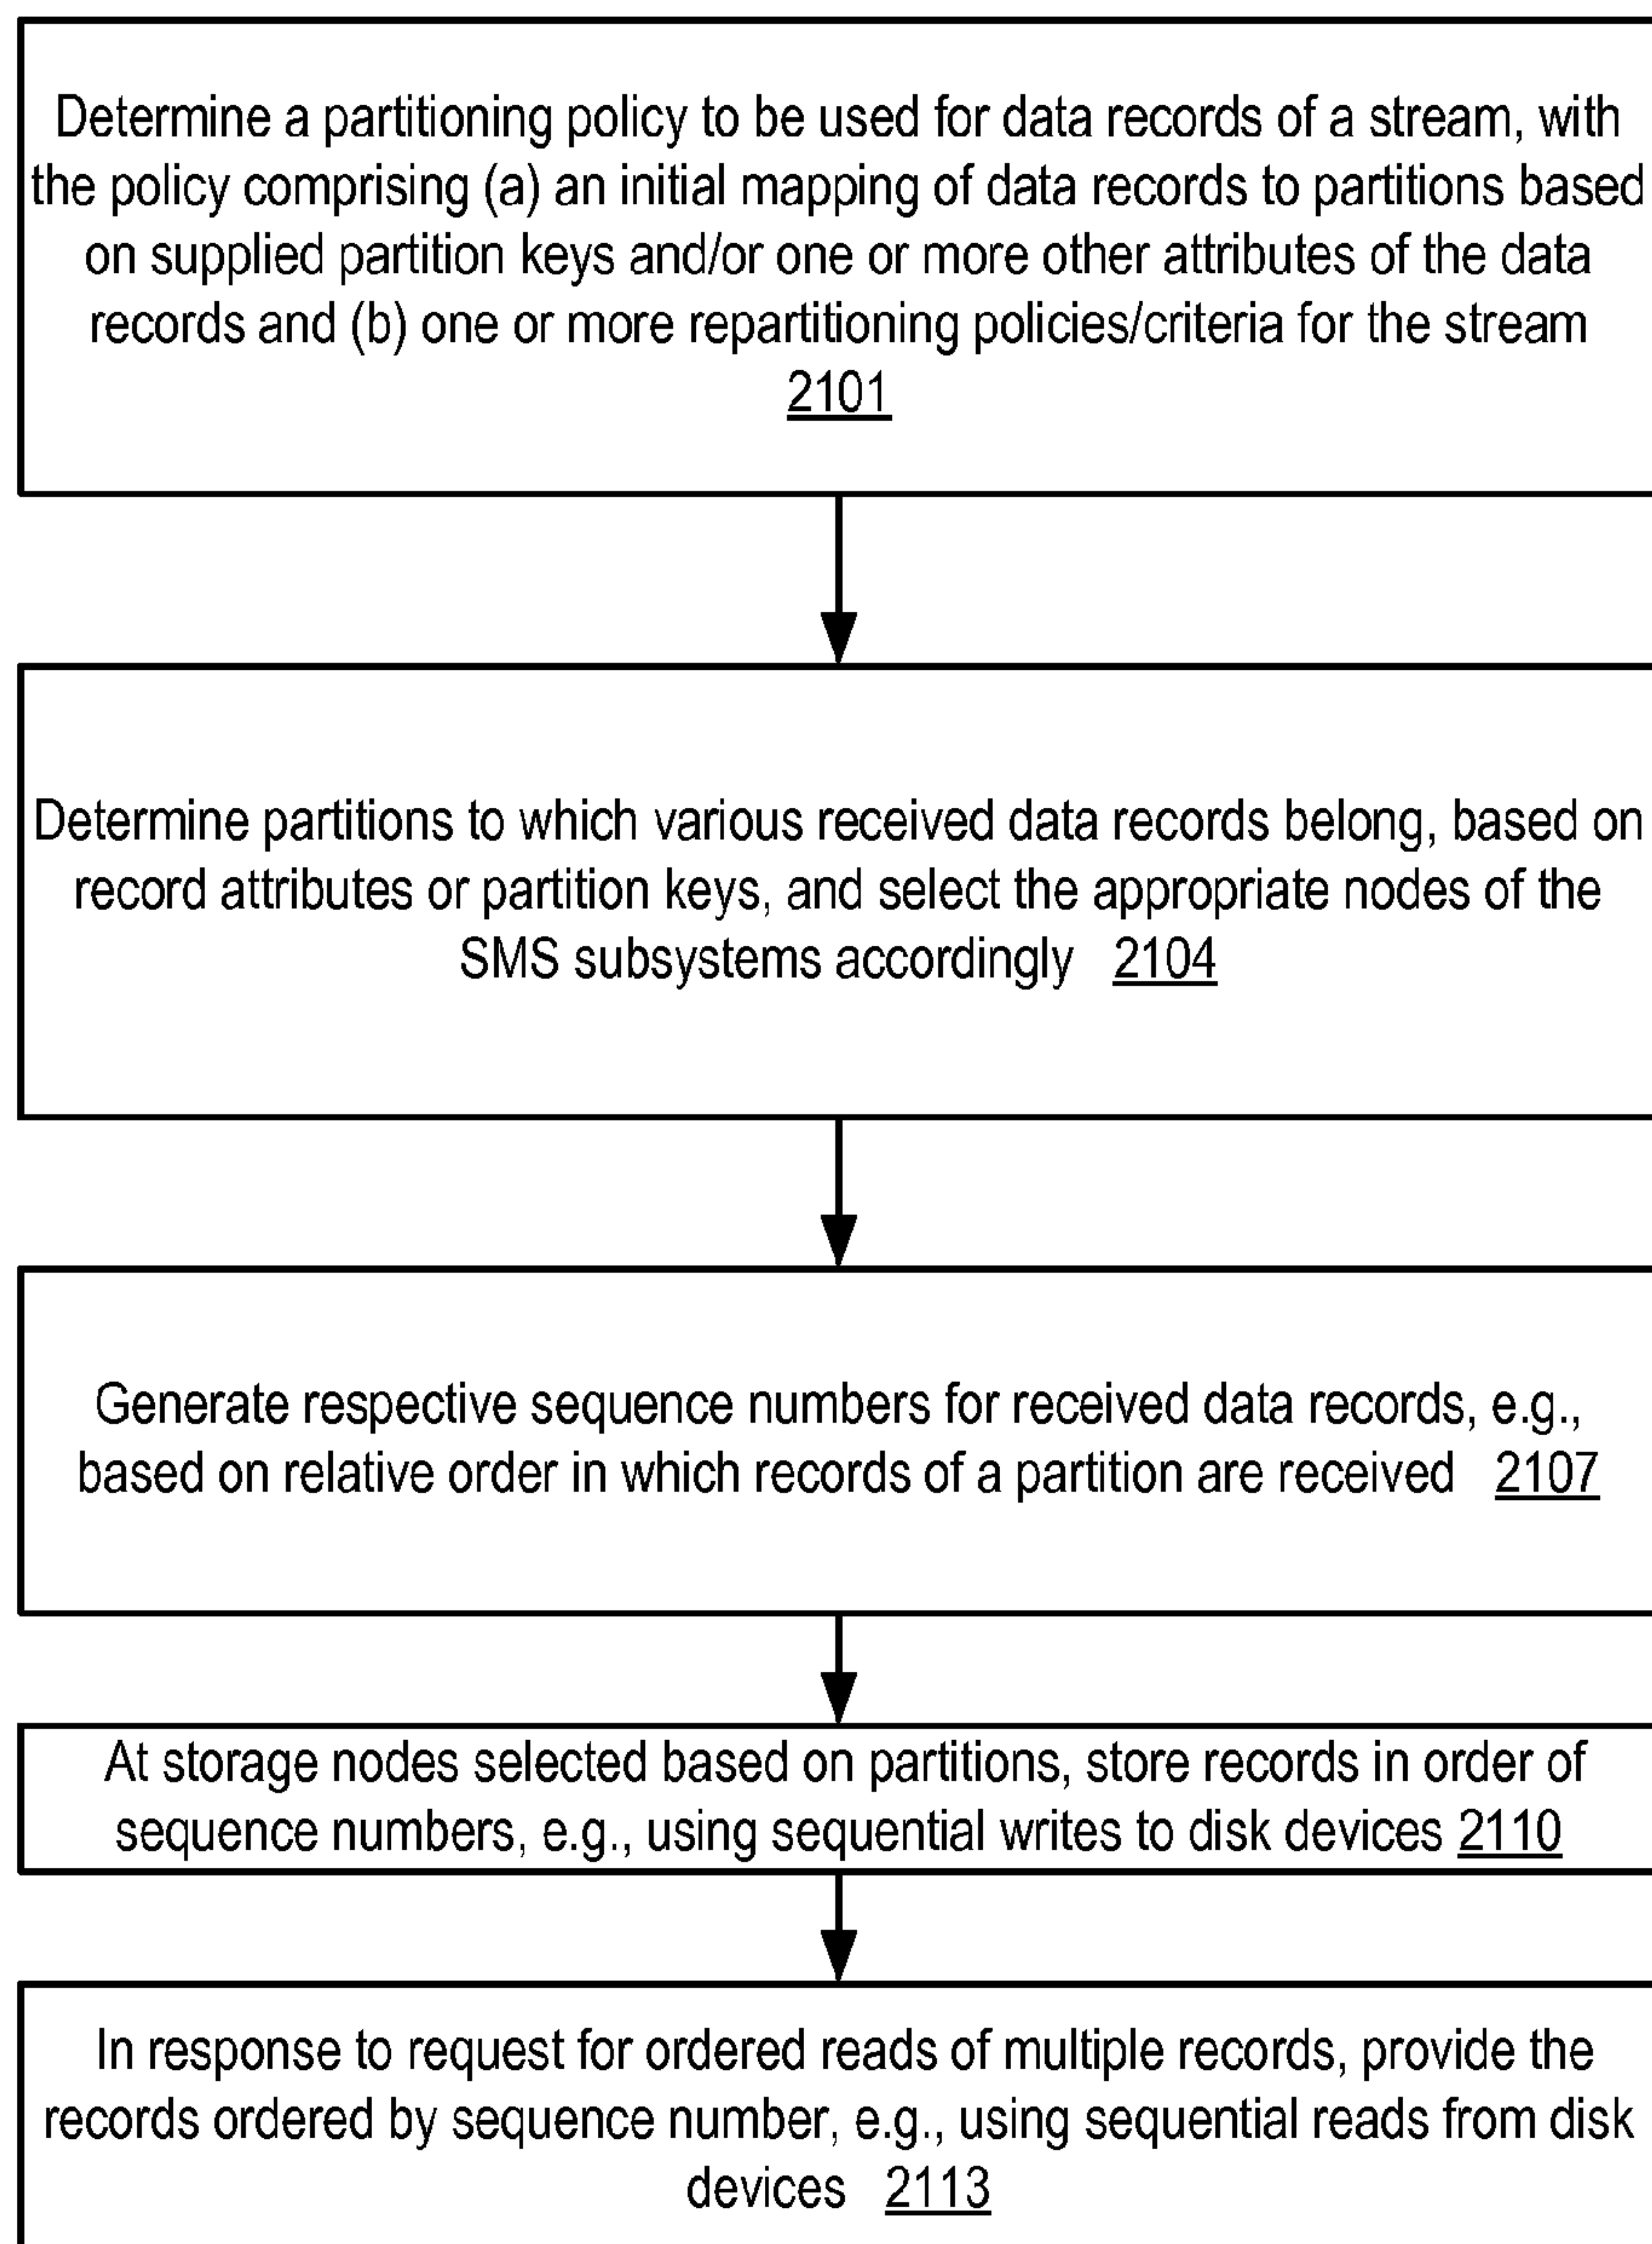 Determine a partitioning policy to be used for data records of a stream, with
the policy comprising (a) an initial mapping of data records to partitions based
on supplied partition keys and/or one or more other attributes of the data
records and (b) one or more repartitioning policies/criteria for the stream
2101
Determine partitions to which various received data records belong, based on
record attributes or partition keys, and select the appropriate nodes of the
SMS subsystems accordingly 2104
Generate respective sequence numbers for received data records, e.g.,
based on relative order in which records of a partition are received 2107
At storage nodes selected based on partitions, store records in order of
sequence numbers, e.g., using sequential writes to disk devices 2110
In response to request for ordered reads of multiple records, provide the
records ordered by sequence number, e.g., using sequential reads from disk
devices 2113